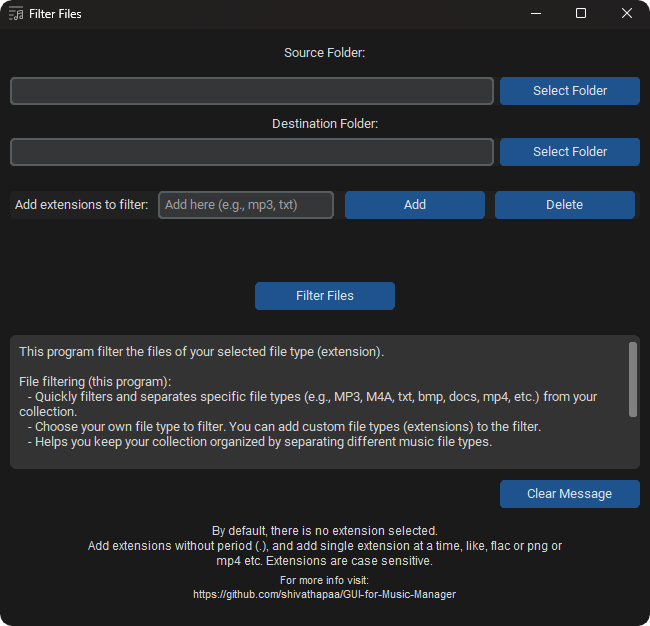 Filter Files
Source Folder:
Select Folder
Destination Folder:
Select Folder
Add extensions to filter: Add here (e.g., mp3, txt) Add Delete
Filter Files
This program filter the files of your selected file type (extension).
File filtering (this program):
- Quickly filters and separates specific file types (e.g., MP3, M4A, txt, bmp, docs, mp4, etc.) from your
collection.
- Choose your own file type to filter. You can add custom file types (extensions) to the filter.
- Helps you keep your collection organized by separating different music file types.
Clear Message
By default, there is no extension selected.
Add extensions without period (.), and add single extension at a time, like, flac or png or
mp4 etc. Extensions are case sensitive.
For more info visit:
https://github.com/shivathapaa/GUI-for-Music-Manager